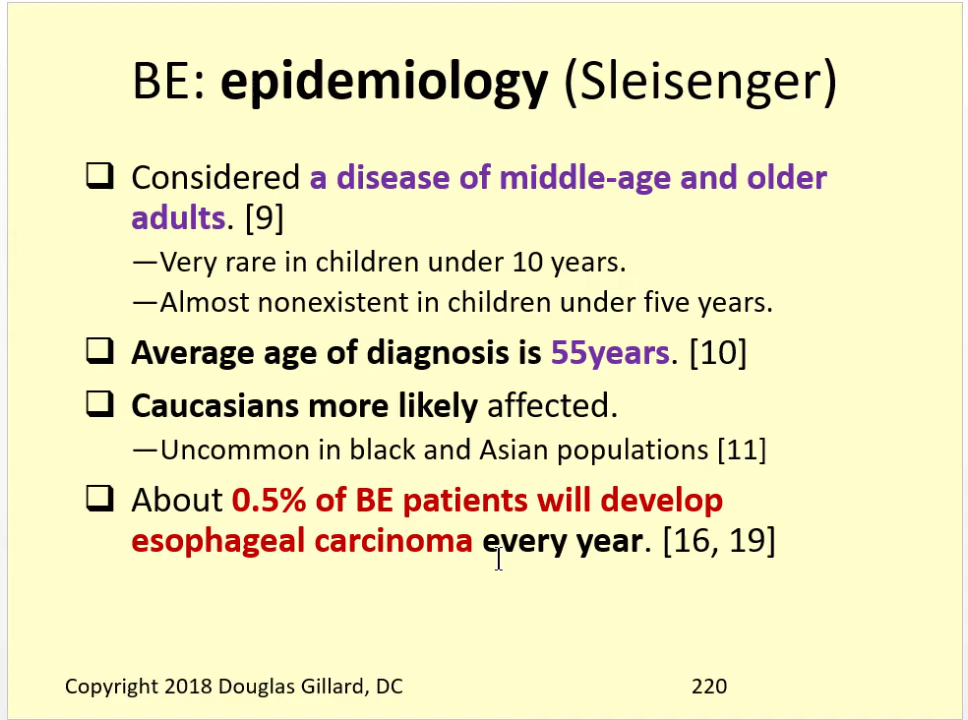 BE: epidemiology (Sleisenger)
Considered a disease of middle-age and older
adults. [9]
—Very rare in children under 10 years.
—Almost nonexistent in children under five years.
Average age of diagnosis is 55years. [10]
Caucasians more likely affected.
—Uncommon in black and Asian populations [11]
About 0.5% of BE patients will develop
esophageal carcinoma every year. [16, 19]
Copyright 2018 Douglas Gillard, DC
220